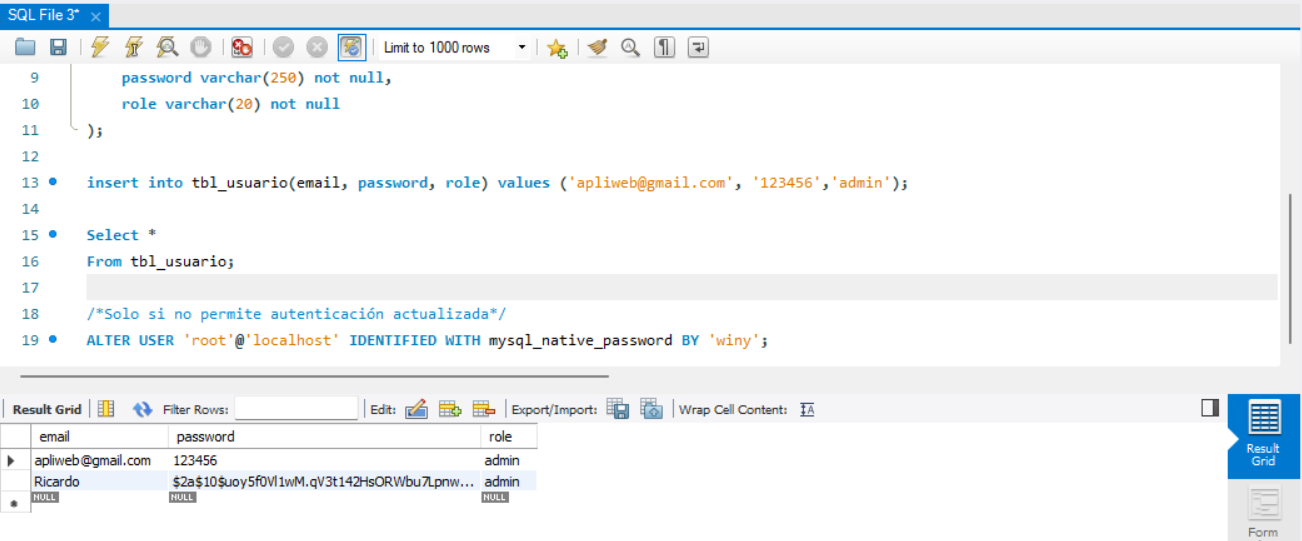 SQL File 3* ×
Limit to 1000 rows
9 password varchar(250) not null,
10 role varchar(20) not null
11 );
12
13 insert into tbl_usuario(email, password, role) values ('apliweb@gmail.com', '123456','admin');
14
15 Select *
16 From tbl_usuario;
17
18 /*Solo si no permite autenticación actualizada*/
19 ALTER USER 'root'@'localhost' IDENTIFIED WITH mysql_native_password BY 'winy';
Result Grid Filter Rows: Edit: Export/Import: Wrap Cell Content: IA
email password role
apliweb@gmail.com 123456 admin
Ricardo $2a$10$uoy5f0Vl1wM.qV3t142HsORWbu7Lpnw... admin
NULL NULL NULL
Result
Grid
Form